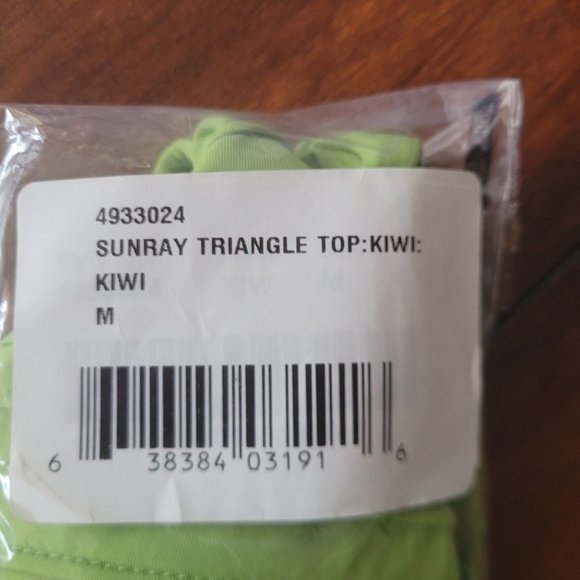 4933024
SUNRAY TRIANGLE TOP:KIWI:
KIWI
M
6 38384 03191 6